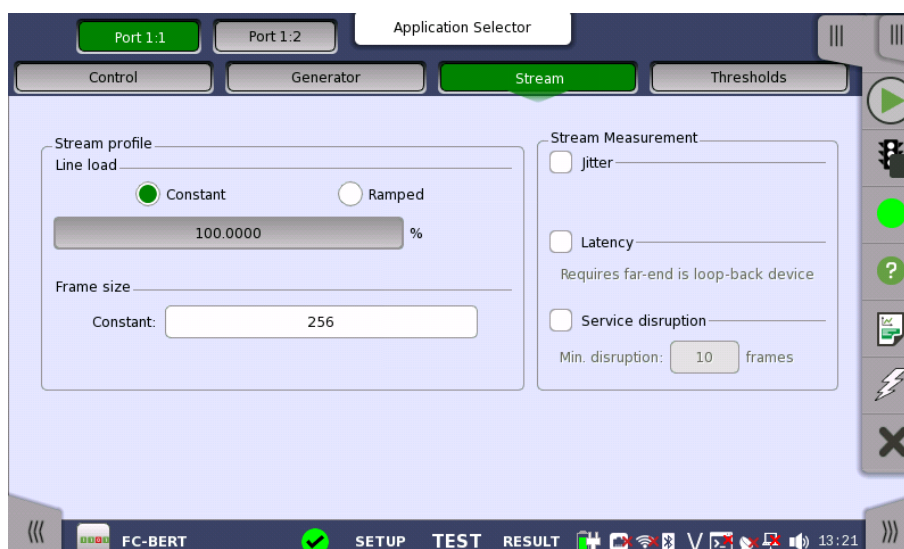 Port 1:1
Port 1:2
Application Selector
Control
Generator
Stream
Thresholds
Stream profile
Line load
Constant
Ramped
100.0000
%
Frame size
Constant:
256
Stream Measurement
Jitter
Latency
Requires far-end is loop-back device
Service disruption
Min. disruption:
10
frames
FC-BERT
SETUP
TEST
RESULT
V
13:21